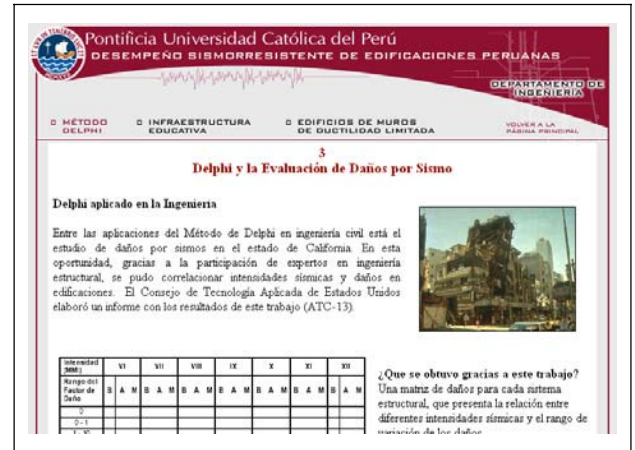 Pontificia Universidad Católica del Perú
DESEMPEÑO SISMORRESISTENTE DE EDIFICACIONES PERUANAS
DEPARTAMENTO DE
INGENIERÍA
MÉTODO
DELPHI
INFRAESTRUCTURA
EDUCATIVA
EDIFICIOS DE MUROS
DE DUCTILIDAD LIMITADA
VOLVER A LA
PÁGINA PRINCIPAL
3
Delphi y la Evaluación de Daños por Sismo
Delphi aplicado en la Ingenieria
Entre las aplicaciones del Método de Delphi en ingeniería civil está el
estudio de daños por sismos en el estado de California. En esta
oportunidad, gracias a la participación de expertos en ingeniería
estructural, se pudo correlacionar intensidades sísmicas y daños en
edificaciones. El Consejo de Tecnología Aplicada de Estados Unidos
elaboró un informe con los resultados de este trabajo (ATC-13).
Intensidad
(MMI)
VI VII VIII IX X XI XII
Rango del
Factor de
Daño
B A M B A M B A M B A M B A M B A M B A M
0
0 - 1
1 - 10
¿Que se obtuvo gracias a este trabajo?
Una matriz de daños para cada sistema
estructural, que presenta la relación entre
diferentes intensidades sísmicas y el rango de
variación de los daños.